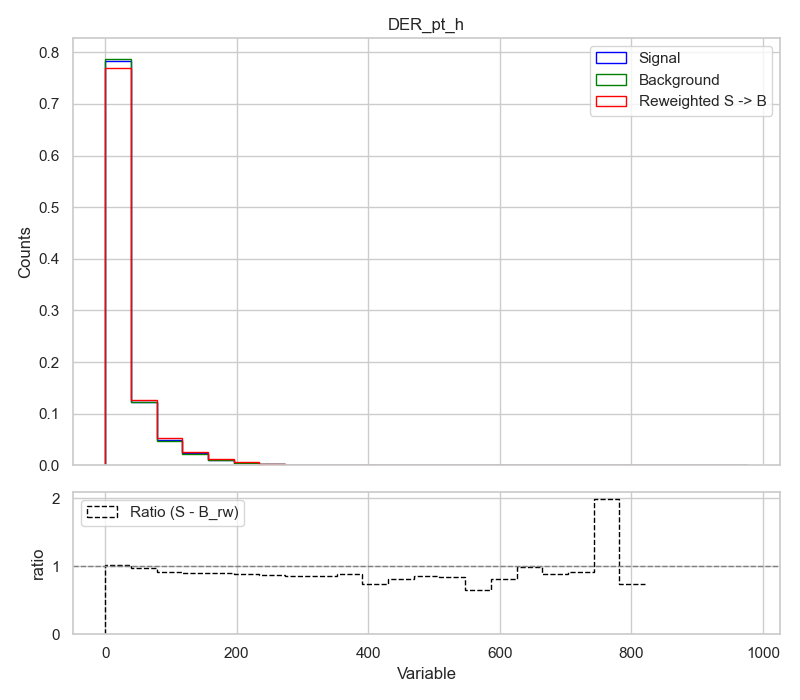 DER_pt_h
0.8
0.7
0.6
0.5
0.4
0.3
0.2
0.1
0.0
Counts
Signal
Background
Reweighted S -> B
2
1
0
ratio
Ratio (S - B_rw)
0 200 400 600 800 1000
Variable